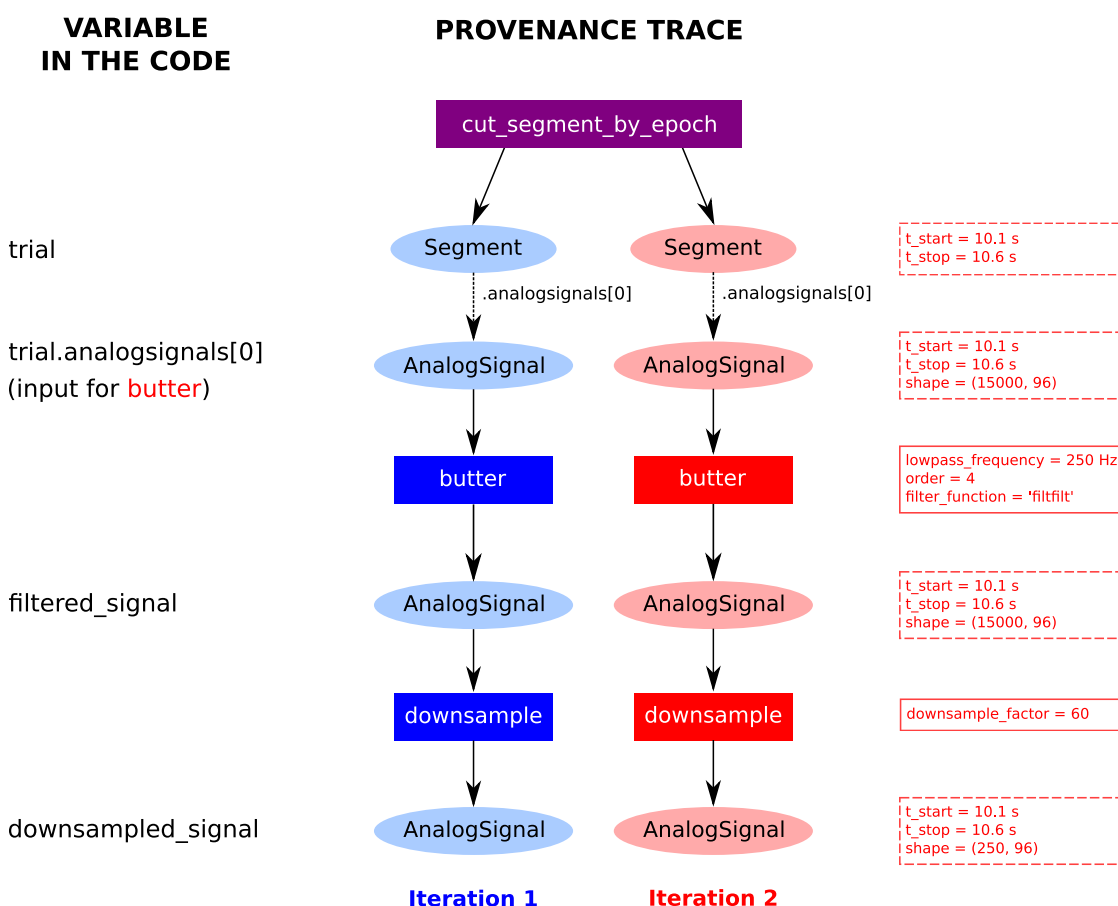 VARIABLE
IN THE CODE
PROVENANCE TRACE
cut_segment_by_epoch
trial
Segment
Segment
t_start = 10.1 s
t_stop = 10.6 s
.analogsignals[0]
.analogsignals[0]
trial.analogsignals[0]
(input for butter)
AnalogSignal
AnalogSignal
t_start = 10.1 s
t_stop = 10.6 s
shape = (15000, 96)
butter
butter
lowpass_frequency = 250 Hz
order = 4
filter_function = 'filtfilt'
filtered_signal
AnalogSignal
AnalogSignal
t_start = 10.1 s
t_stop = 10.6 s
shape = (15000, 96)
downsample
downsample
downsample_factor = 60
downsampled_signal
AnalogSignal
AnalogSignal
t_start = 10.1 s
t_stop = 10.6 s
shape = (250, 96)
Iteration 1
Iteration 2